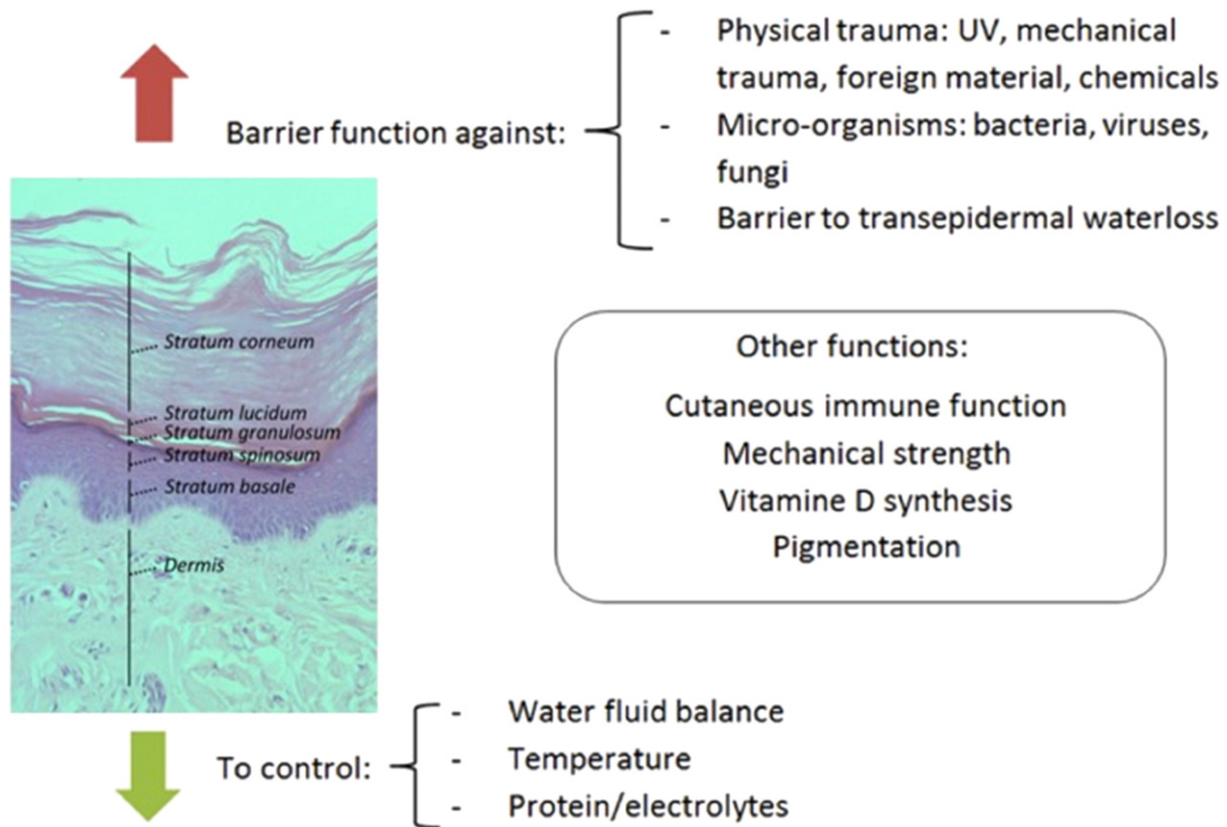 Barrier function against:
- Physical trauma: UV, mechanical
trauma, foreign material, chemicals
- Micro-organisms: bacteria, viruses,
fungi
- Barrier to transepidermal waterloss
Stratum corneum
Stratum lucidum
Stratum granulosum
Stratum spinosum
Stratum basale
Dermis
Other functions:
Cutaneous immune function
Mechanical strength
Vitamine D synthesis
Pigmentation
To control:
- Water fluid balance
- Temperature
- Protein/electrolytes